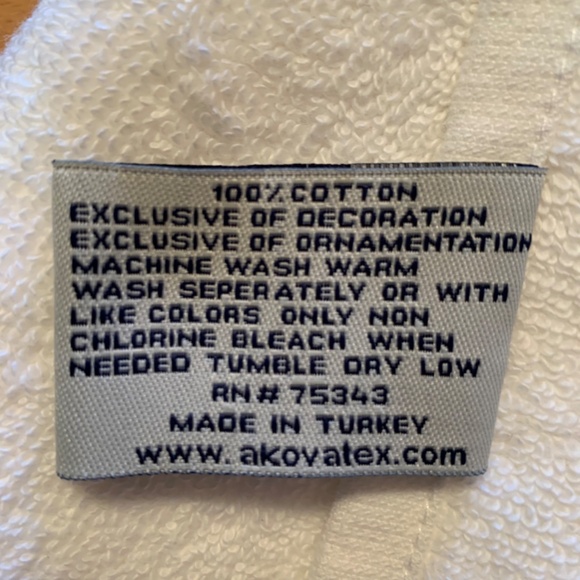 100% COTTON
EXCLUSIVE OF DECORATION
EXCLUSIVE OF ORNAMENTATION
MACHINE WASH WARM
WASH SEPERATELY OR WITH
LIKE COLORS ONLY NON
CHLORINE BLEACH WHEN
NEEDED TUMBLE DRY LOW
RN# 75343
MADE IN TURKEY
www.akovatex.com